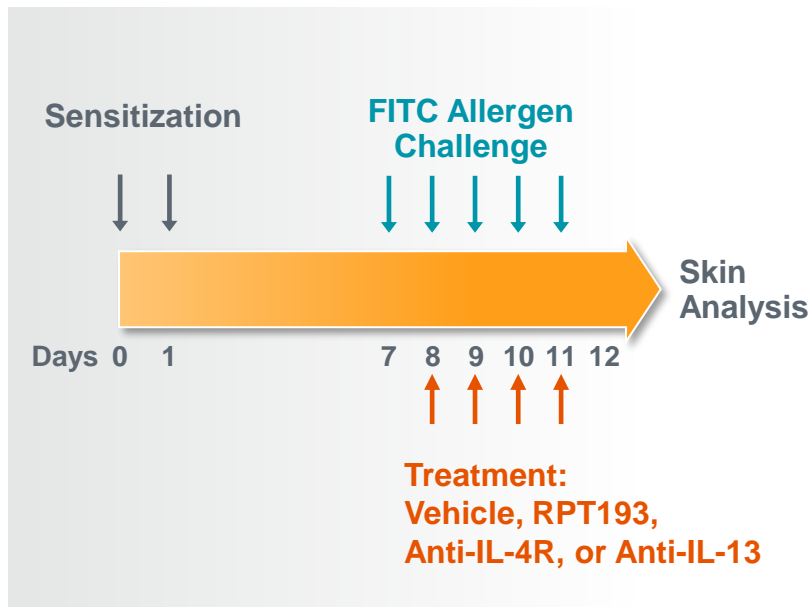 Sensitization
FITC Allergen
Challenge
Skin
Analysis
Days 0 1 7 8 9 10 11 12
Treatment:
Vehicle, RPT193,
Anti-IL-4R, or Anti-IL-13